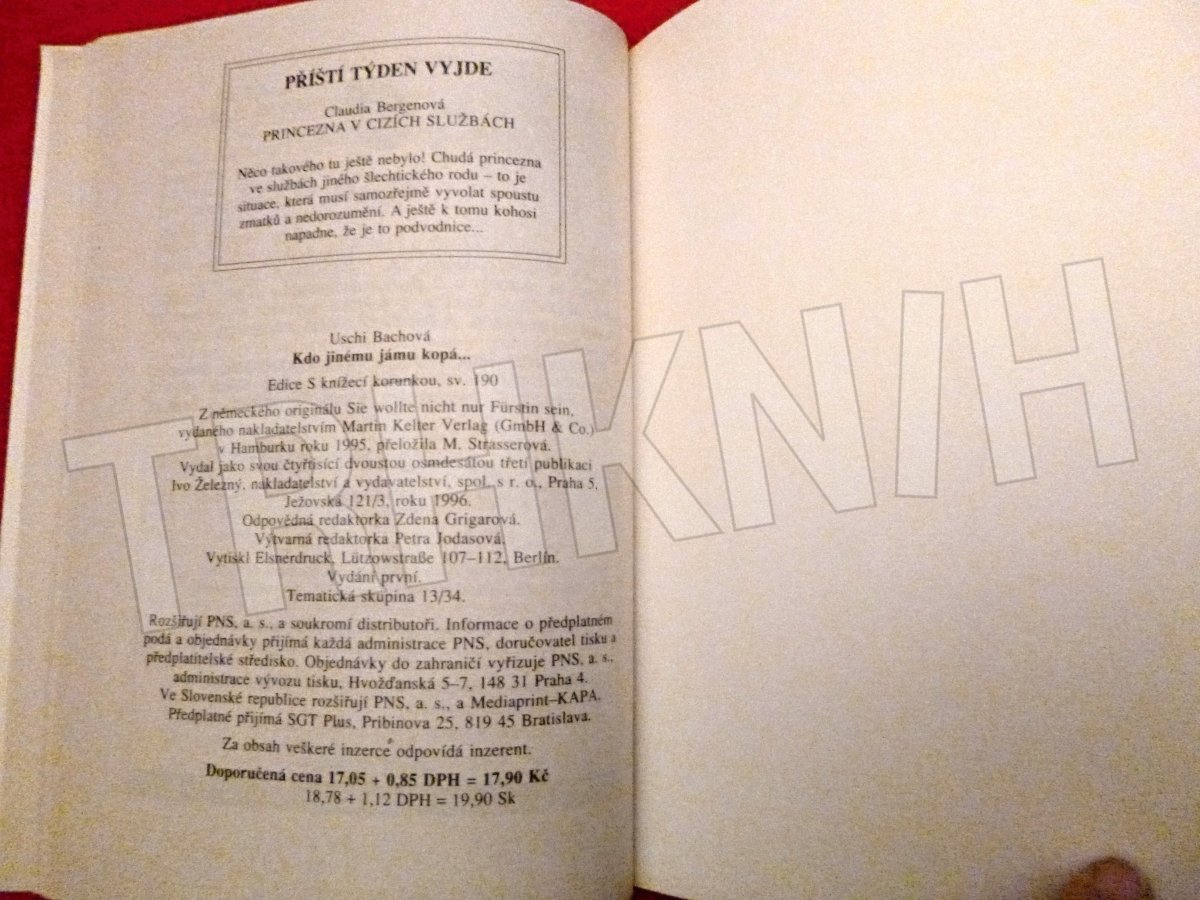 PŘÍŠTÍ TÝDEN VYJDE
Claudia Bergenová
PRINCEZNA V CIZÍCH SLUŽBÁCH
Něco takového tu ještě nebylo! Chudá princezna
ve službách jiného šlechtického rodu – to je
situace, která musí samozřejmě vyvolat spoustu
zmatků a nedorozumění. A ještě k tomu kohosi
napadne, že je to podvodnice...
Uschi Bachová
Kdo jinému jámu kopá...
Edice S knížecí korunkou, sv. 190
Z německého originálu Sie wollte nicht nur Fürstin sein,
vydaného nakladatelstvím Martin Kelter Verlag (GmbH & Co.)
v Hamburku roku 1995, přeložila M. Strasserová.
Vydal jako svou čtyřtisící dvoustou osmdesátou třetí publikaci
Ivo Železný, nakladatelství a vydavatelství, spol. s r. o., Praha 5,
Ježovská 121/3, roku 1996.
Odpovědná redaktorka Zdena Grigarová.
Výtvarná redaktorka Petra Jodasová.
Vytiskl Elsnerdruck, Lützowstraße 107–112, Berlín.
Vydání první.
Tematická skupina 13/34.
Rozšiřují PNS, a. s., a soukromí distributoři. Informace o předplatném
podá a objednávky přijímá každá administrace PNS, doručovatel tisku a
předplatitelské středisko. Objednávky do zahraničí vyřizuje PNS, a. s.,
administrace vývozu tisku, Hvožďanská 5–7, 148 31 Praha 4.
Ve Slovenské republice rozšiřují PNS, a. s., a Mediaprint–KAPA.
Předplatné přijímá SGT Plus, Pribinova 25, 819 45 Bratislava.
Za obsah veškeré inzerce odpovídá inzerent.
Doporučená cena 17,05 + 0,85 DPH = 17,90 Kč
18,78 + 1,12 DPH = 19,90 Sk
TRHKNIH